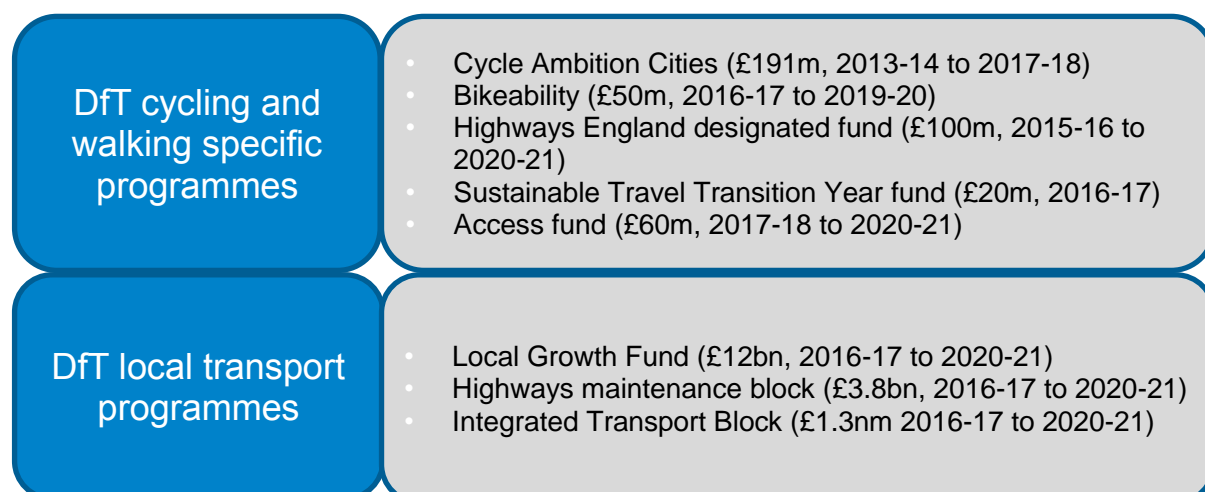 DfT cycling and
walking specific
programmes
• Cycle Ambition Cities (£191m, 2013-14 to 2017-18)
• Bikeability (£50m, 2016-17 to 2019-20)
• Highways England designated fund (£100m, 2015-16 to
2020-21)
• Sustainable Travel Transition Year fund (£20m, 2016-17)
• Access fund (£60m, 2017-18 to 2020-21)
DfT local transport
programmes
• Local Growth Fund (£12bn, 2016-17 to 2020-21)
• Highways maintenance block (£3.8bn, 2016-17 to 2020-21)
• Integrated Transport Block (£1.3nm 2016-17 to 2020-21)